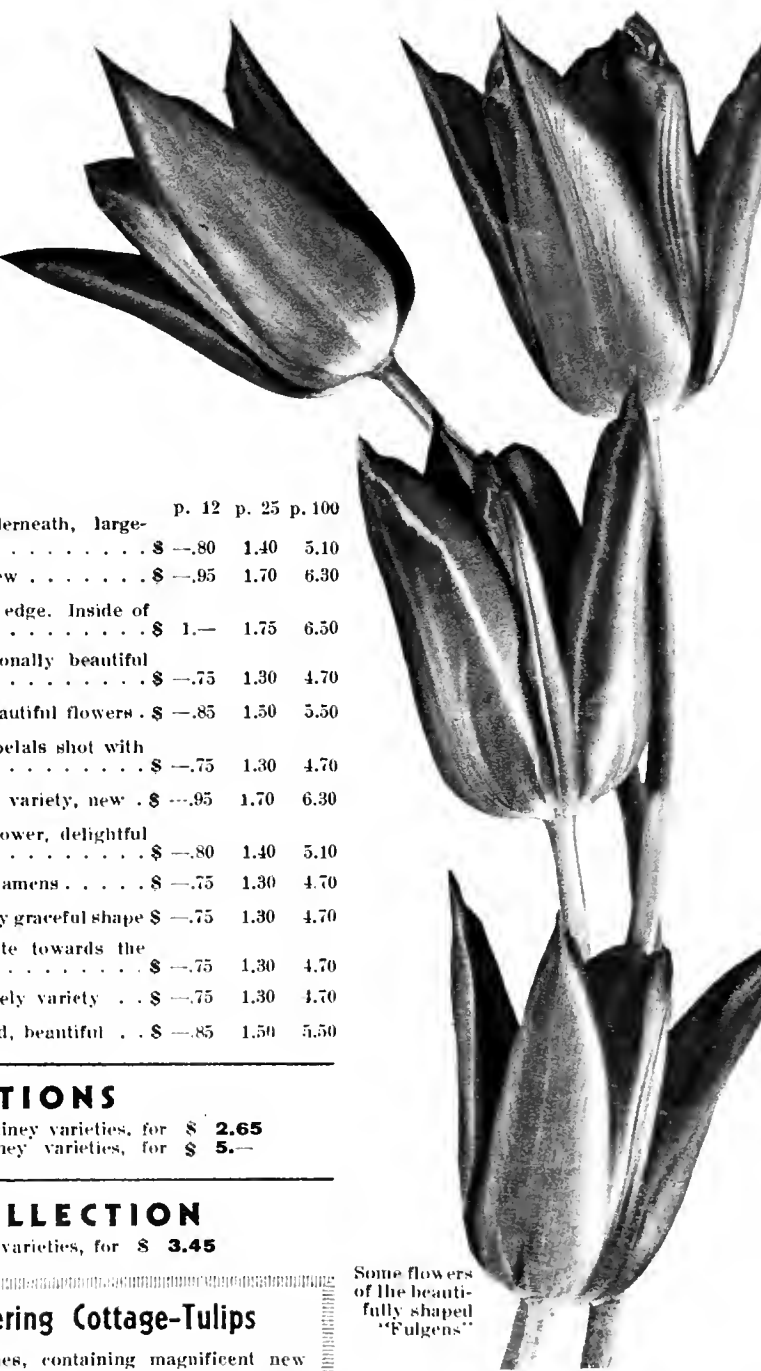 p. 12 p. 25 p. 100
derneath, large-
. . . . . . . . $ —.80 1.40 5.10
ew . . . . . . . $ —.95 1.70 6.30
edge. Inside of
. . . . . . . . . $ 1.— 1.75 6.50
onally beautiful
. . . . . . . . . $ —.75 1.30 4.70
autiful flowers . $ —.85 1.50 5.50
petals shot with
. . . . . . . . $ —.75 1.30 4.70
variety, new . $ —.95 1.70 6.30
ower, delightful
. . . . . . . . . $ —.80 1.40 5.10
amens . . . . . $ —.75 1.30 4.70
y graceful shape $ —.75 1.30 4.70
te towards the
. . . . . . . . $ —.75 1.30 4.70
ely variety . . $ —.75 1.30 4.70
d, beautiful . . $ —.85 1.50 5.50
TIONS
iney varieties, for $ 2.65
ney varieties, for $ 5.—
LLECTION
varieties, for $ 3.45
ering Cottage-Tulips
es, containing magnificent new
Some flowers
of the beauti-
fully shaped
"Fulgens"